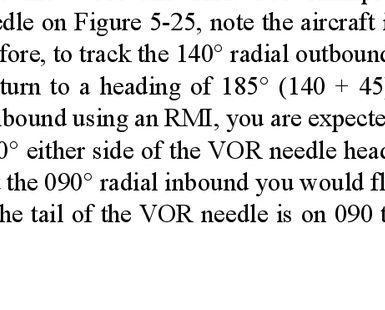 edle on Figure 5-25, note the aircraft i
fore, to track the 140° radial outbound
turn to a heading of 185° (140 + 45
bound using an RMI, you are expecte
0° either side of the VOR needle head
the 090° radial inbound you would fl
he tail of the VOR needle is on 090 t